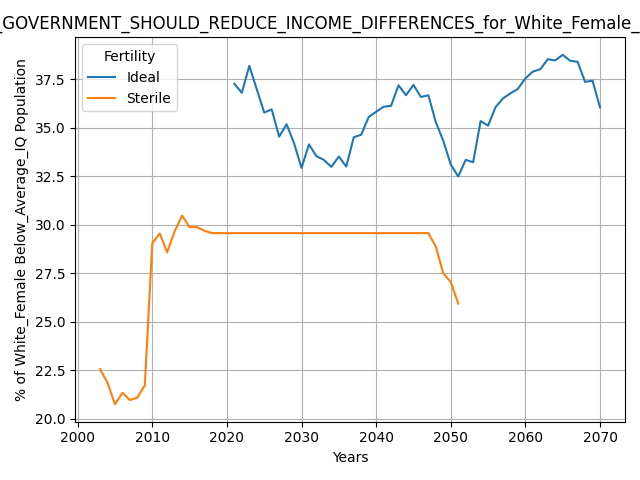 _GOVERNMENT_SHOULD_REDUCE_INCOME_DIFFERENCES_for_White_Female_
Fertility
Ideal
Sterile
% of White_Female Below_Average_IQ Population
37.5
35.0
32.5
30.0
27.5
25.0
22.5
20.0
2000 2010 2020 2030 2040 2050 2060 2070
Years